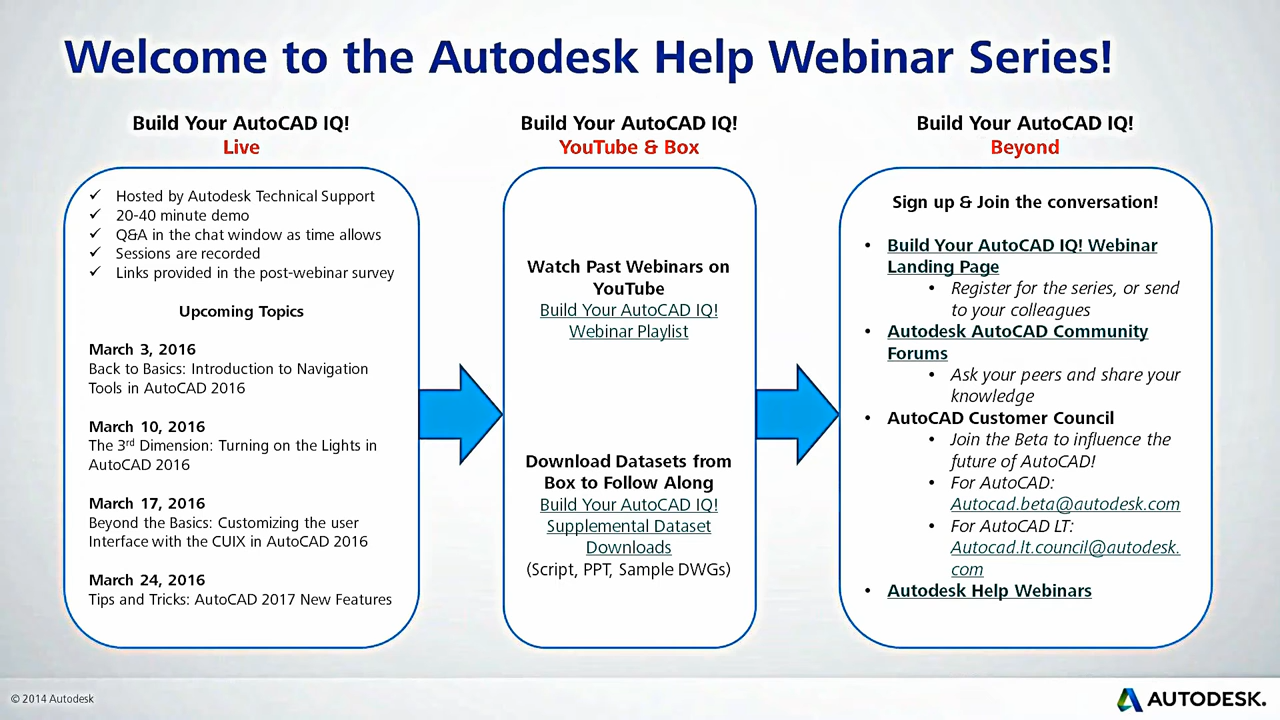 Welcome to the Autodesk Help Webinar Series!
Build Your AutoCAD IQ!
Live
✓ Hosted by Autodesk Technical Support
✓ 20-40 minute demo
✓ Q&A in the chat window as time allows
✓ Sessions are recorded
✓ Links provided in the post-webinar survey
Upcoming Topics
March 3, 2016
Back to Basics: Introduction to Navigation
Tools in AutoCAD 2016
March 10, 2016
The 3rd Dimension: Turning on the Lights in
AutoCAD 2016
March 17, 2016
Beyond the Basics: Customizing the user
Interface with the CUIX in AutoCAD 2016
March 24, 2016
Tips and Tricks: AutoCAD 2017 New Features
Build Your AutoCAD IQ!
YouTube & Box
Watch Past Webinars on
YouTube
Build Your AutoCAD IQ!
Webinar Playlist
Download Datasets from
Box to Follow Along
Build Your AutoCAD IQ!
Supplemental Dataset
Downloads
(Script, PPT, Sample DWGs)
Build Your AutoCAD IQ!
Beyond
Sign up & Join the conversation!
• Build Your AutoCAD IQ! Webinar
Landing Page
• Register for the series, or send
to your colleagues
• Autodesk AutoCAD Community
Forums
• Ask your peers and share your
knowledge
• AutoCAD Customer Council
• Join the Beta to influence the
future of AutoCAD!
• For AutoCAD:
Autocad.beta@autodesk.com
• For AutoCAD LT:
Autocad.lt.council@autodesk.
com
• Autodesk Help Webinars
© 2014 Autodesk
AUTODESK.